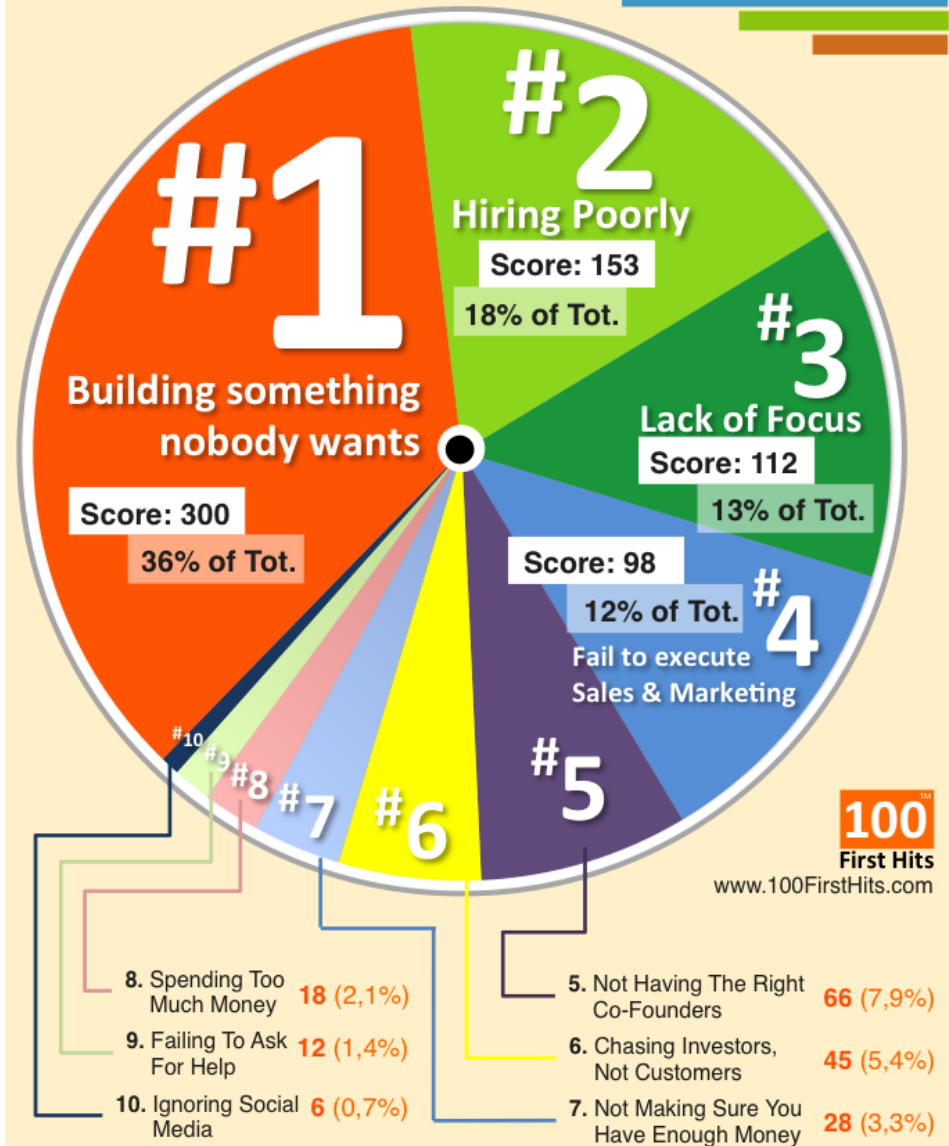 #1
Building something
nobody wants
Score: 300
36% of Tot.
#2
Hiring Poorly
Score: 153
18% of Tot.
#3
Lack of Focus
Score: 112
13% of Tot.
Score: 98
12% of Tot.
#4
Fail to execute
Sales & Marketing
#5
#6
#7
#8
#9
#10
100™
First Hits
www.100FirstHits.com
8. Spending Too
Much Money 18 (2,1%)
9. Failing To Ask 12 (1,4%)
For Help
10. Ignoring Social 6 (0,7%)
Media
5. Not Having The Right
Co-Founders 66 (7,9%)
6. Chasing Investors,
Not Customers 45 (5,4%)
7. Not Making Sure You
Have Enough Money 28 (3,3%)